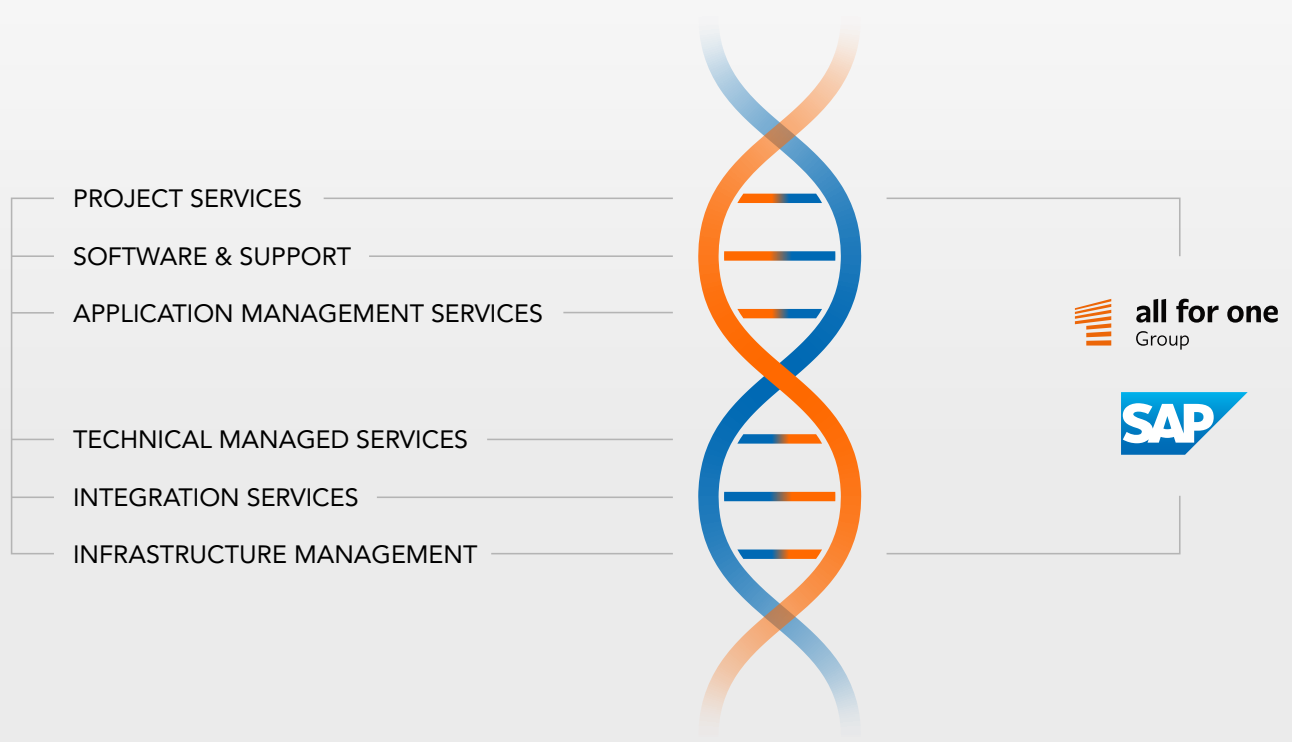 PROJECT SERVICES
SOFTWARE & SUPPORT
APPLICATION MANAGEMENT SERVICES
TECHNICAL MANAGED SERVICES
INTEGRATION SERVICES
INFRASTRUCTURE MANAGEMENT
all for one
Group
SAP